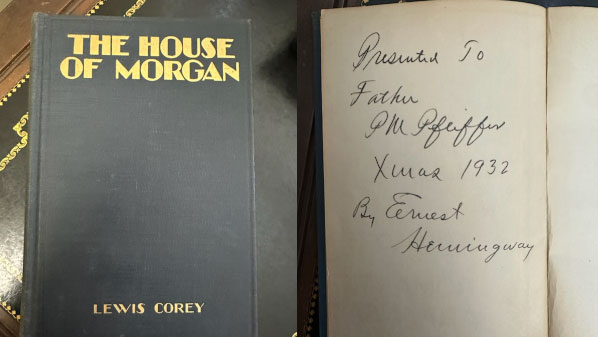 THE HOUSE
OF MORGAN
LEWIS COREY
Presented To
Father
PM Pfeiffer
Xmas 1932
By Ernest
Hemingway